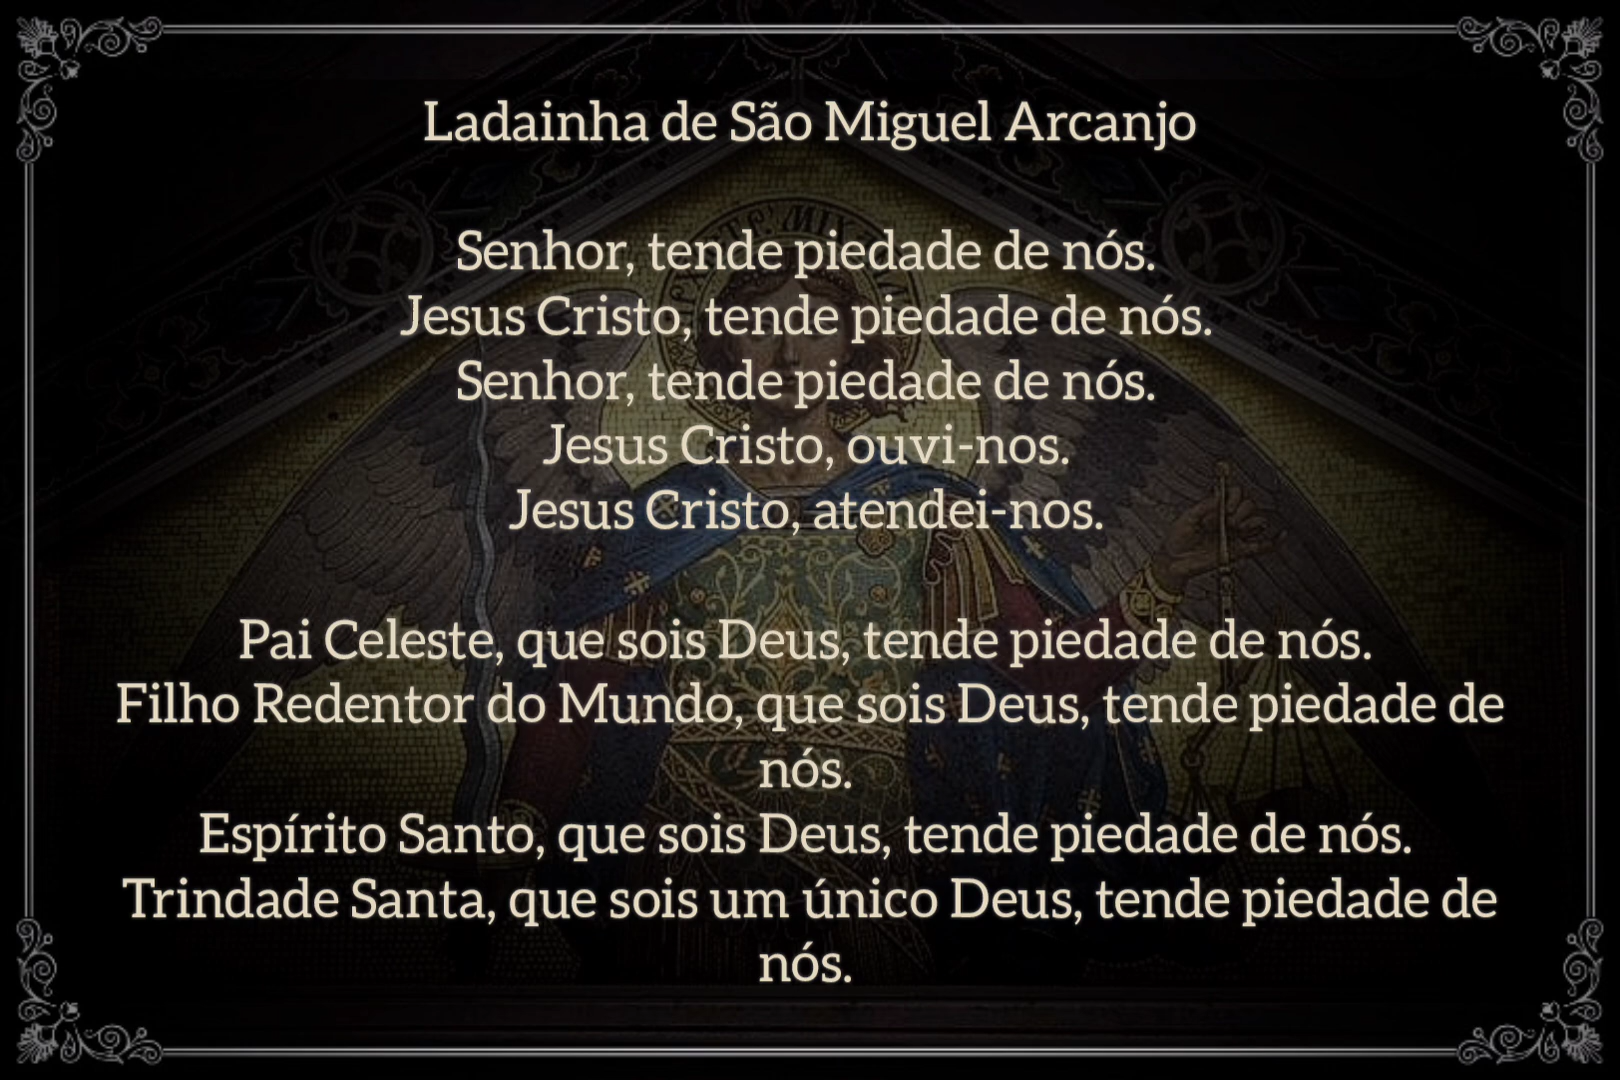 Ladainha de São Miguel Arcanjo
Senhor, tende piedade de nós.
Jesus Cristo, tende piedade de nós.
Senhor, tende piedade de nós.
Jesus Cristo, ouvi-nos.
Jesus Cristo, atendei-nos.
Pai Celeste, que sois Deus, tende piedade de nós.
Filho Redentor do Mundo, que sois Deus, tende piedade de
nós.
Espírito Santo, que sois Deus, tende piedade de nós.
Trindade Santa, que sois um único Deus, tende piedade de
nós.